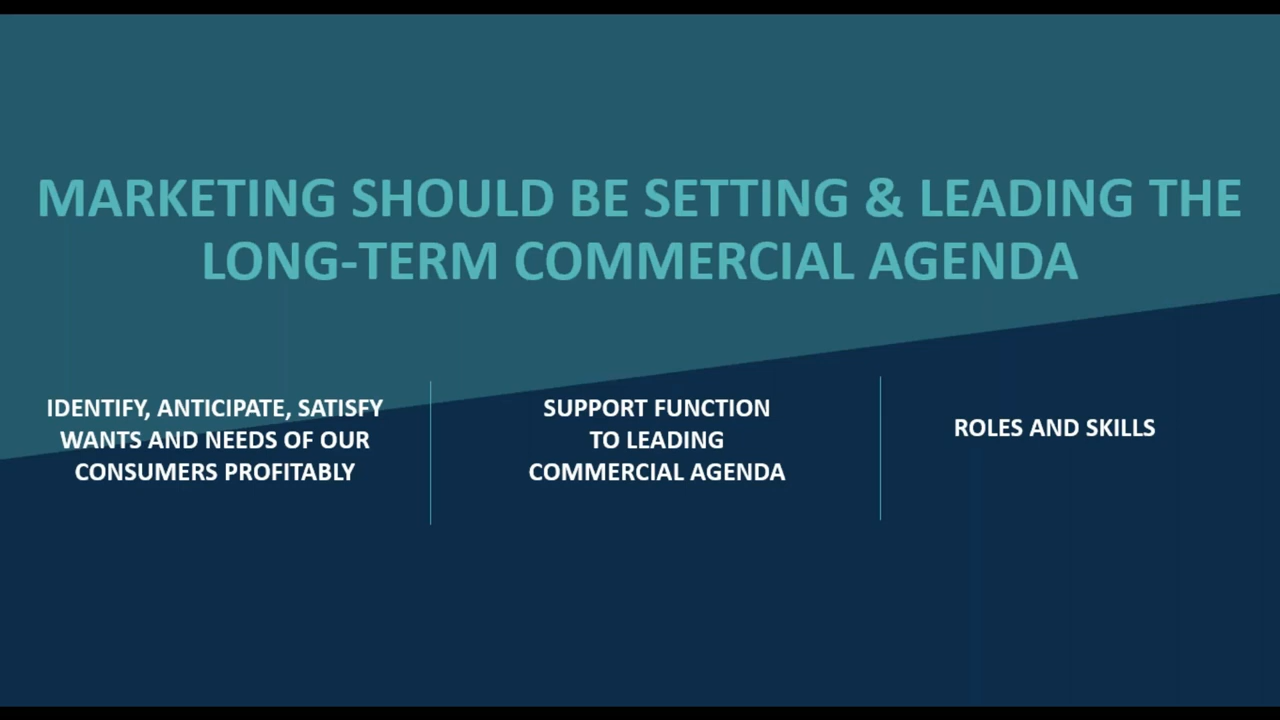 MARKETING SHOULD BE SETTING & LEADING THE
LONG-TERM COMMERCIAL AGENDA
IDENTIFY, ANTICIPATE, SATISFY
WANTS AND NEEDS OF OUR
CONSUMERS PROFITABLY
SUPPORT FUNCTION
TO LEADING
COMMERCIAL AGENDA
ROLES AND SKILLS